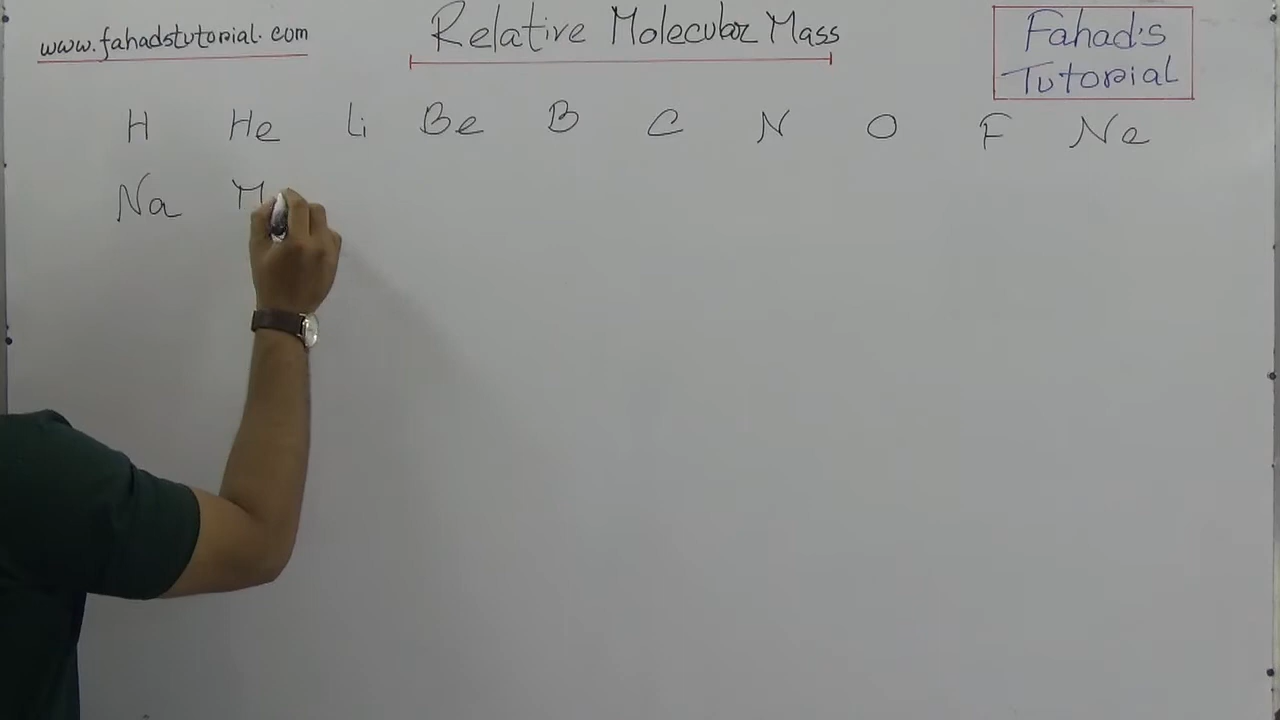 www.fahadstutorial.com
Relative Molecular Mass
Fahad's
Tutorial
H He Li Be B C N O F Ne
Na M